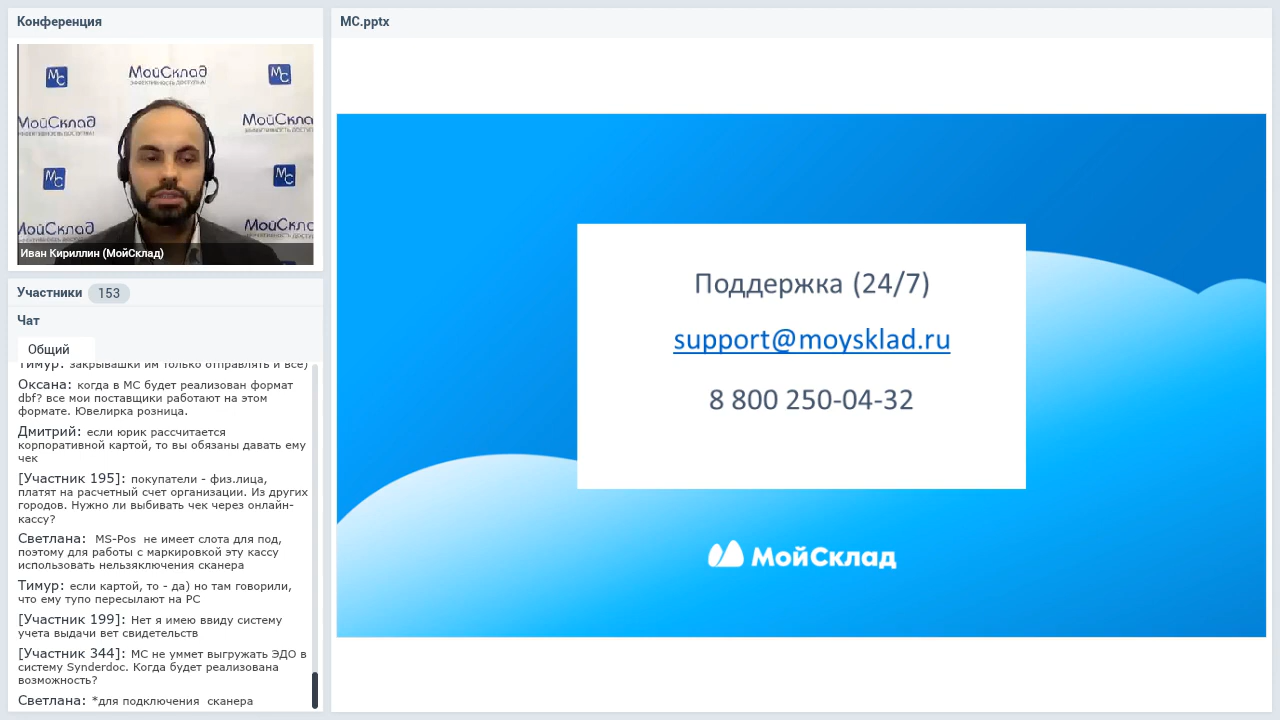 Конференция
МойСклад
МойСклад
МойСкла
МойСклад
МойСкла
Иван Кириллин (МойСклад)
Участники 153
Чат
Общий
Тимур: закрывашки им только отправлять и все)
Оксана: когда в МС будет реализован формат
dbf? все мои поставщики работают на этом
формате. Ювелирка розница.
Дмитрий: если юрик рассчитается
корпоративной картой, то вы обязаны давать ему
чек
[Участник 195]: покупатели - физ.лица,
платят на расчетный счет организации. Из других
городов. Нужно ли выбивать чек через онлайн-
кассу?
Светлана: MS-Pos не имеет слота для под,
поэтому для работы с маркировкой эту кассу
использовать нельзяключения сканера
Тимур: если картой, то - да) но там говорили,
что ему тупо пересылают на РС
[Участник 199]: Нет я имею ввиду систему
учета выдачи вет свидетельств
[Участник 344]: МС не уммет выгружать ЭДО в
систему Synderdoc. Когда будет реализована
возможность?
Светлана: *для подключения сканера
MC.pptx
Поддержка (24/7)
support@moysklad.ru
8 800 250-04-32
МойСклад